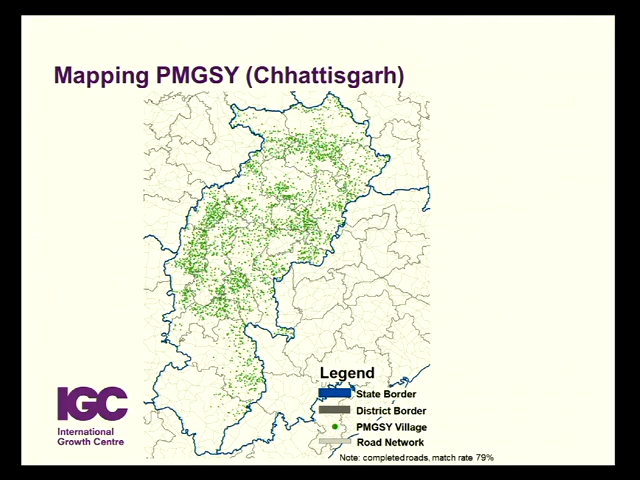 Mapping PMGSY (Chhattisgarh)
Legend
State Border
District Border
PMGSY Village
Road Network
Note: completed roads, match rate 79%
IGC
International
Growth Centre